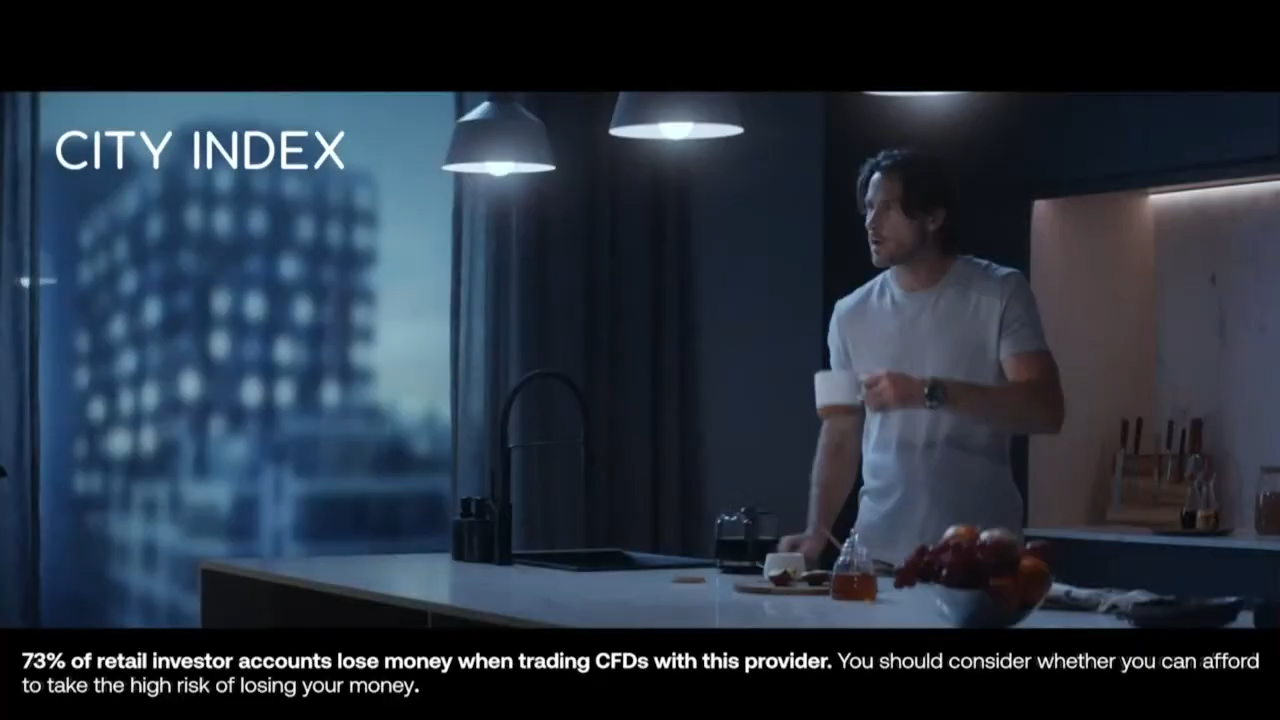 CITY INDEX
73% of retail investor accounts lose money when trading CFDs with this provider. You should consider whether you can afford
to take the high risk of losing your money.